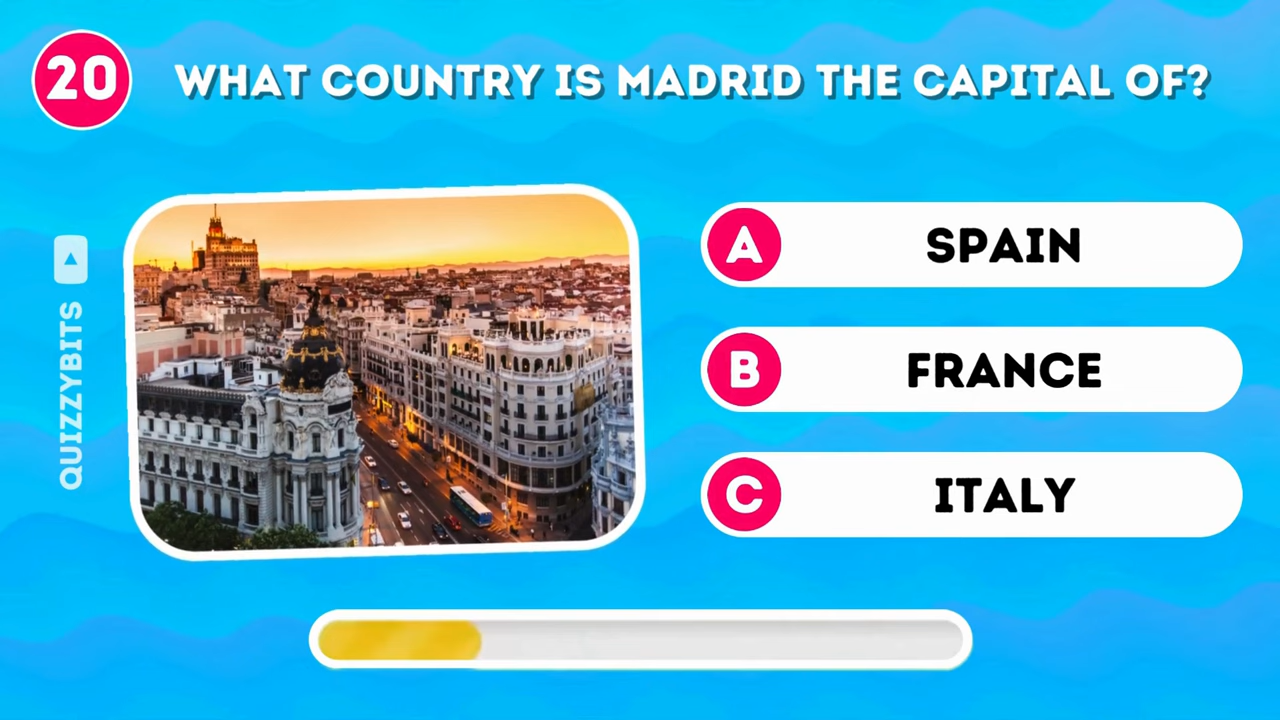 20
WHAT COUNTRY IS MADRID THE CAPITAL OF?
QUIZZYBITS
A
SPAIN
B
FRANCE
C
ITALY